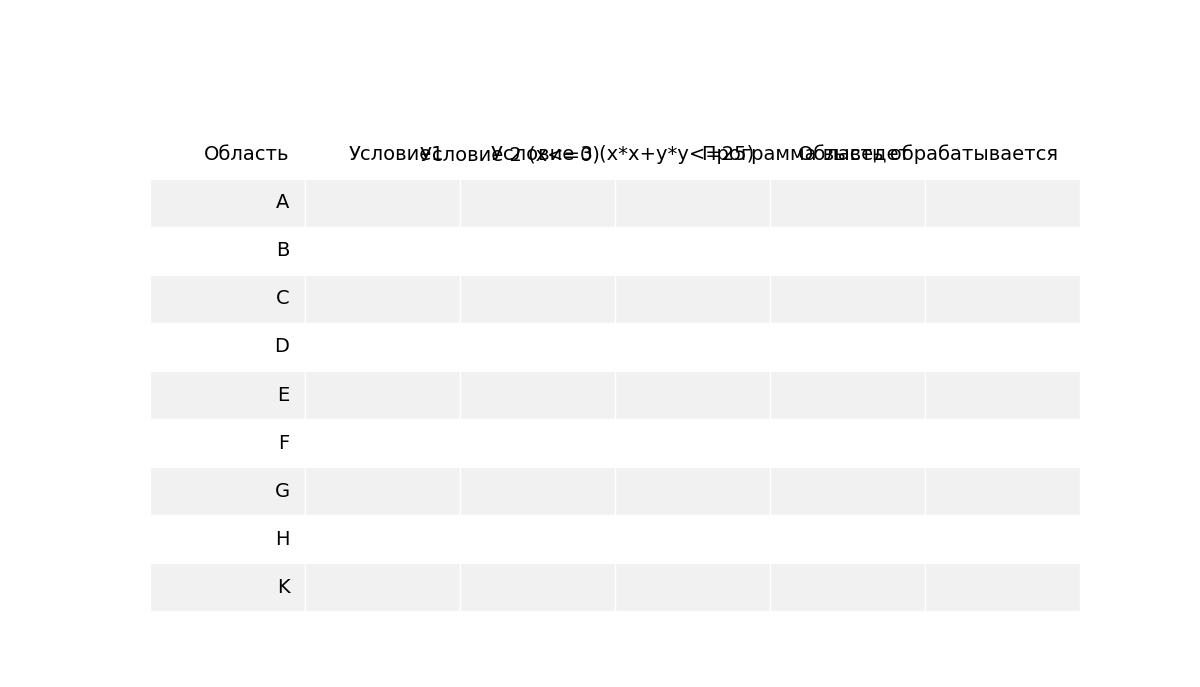 Область Условие1 Условие 2 (x<=0) Условие 3 (x*x+y*y<=25) Программа выведет Область обрабатывается
A
B
C
D
E
F
G
H
K